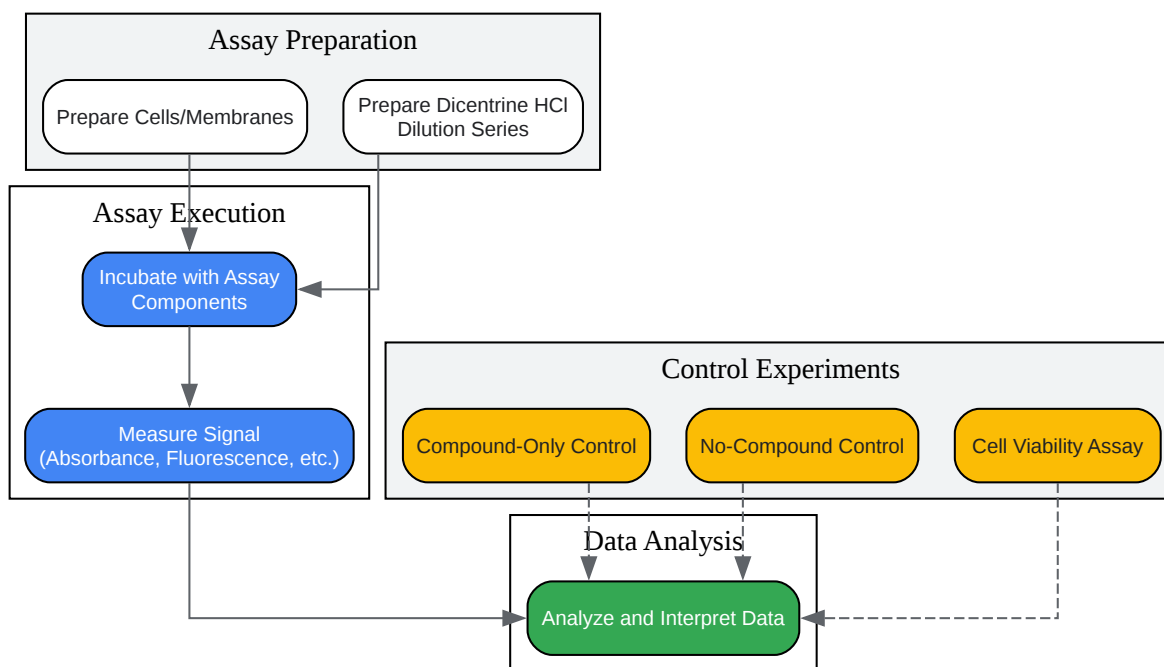 Assay Preparation
Prepare Cells/Membranes
Prepare Dicentrine HCl
Dilution Series
Assay Execution
Incubate with Assay
Components
Measure Signal
(Absorbance, Fluorescence, etc.)
Control Experiments
Compound-Only Control
No-Compound Control
Cell Viability Assay
Data Analysis
Analyze and Interpret Data